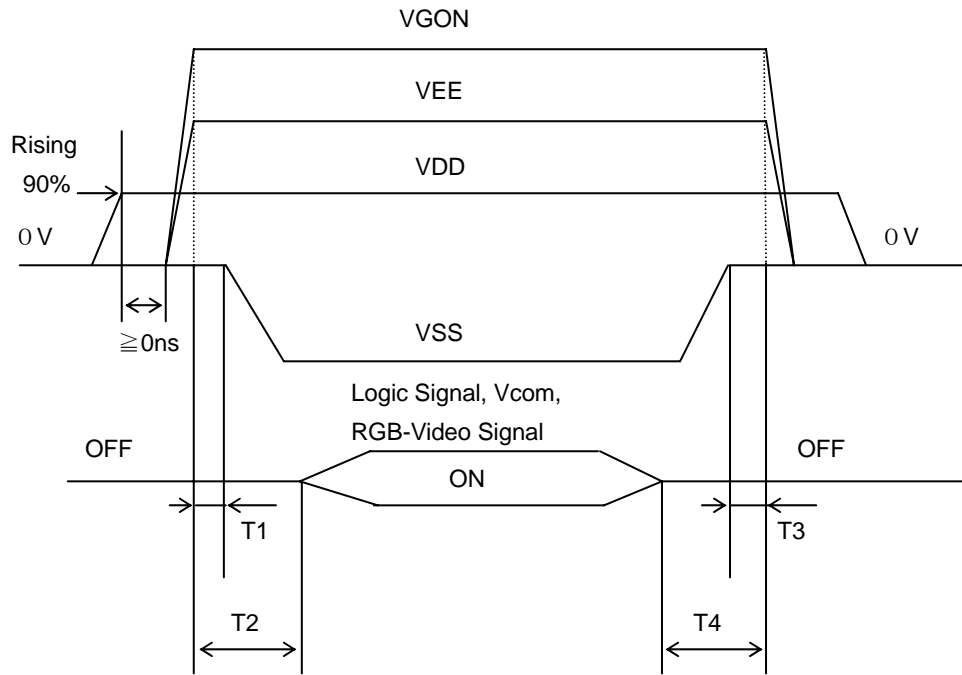 VGON
VEE
Rising
90%
VDD
0 V
0 V
≧0ns
VSS
Logic Signal, Vcom,
RGB-Video Signal
OFF
OFF
ON
T1
T3
T2
T4